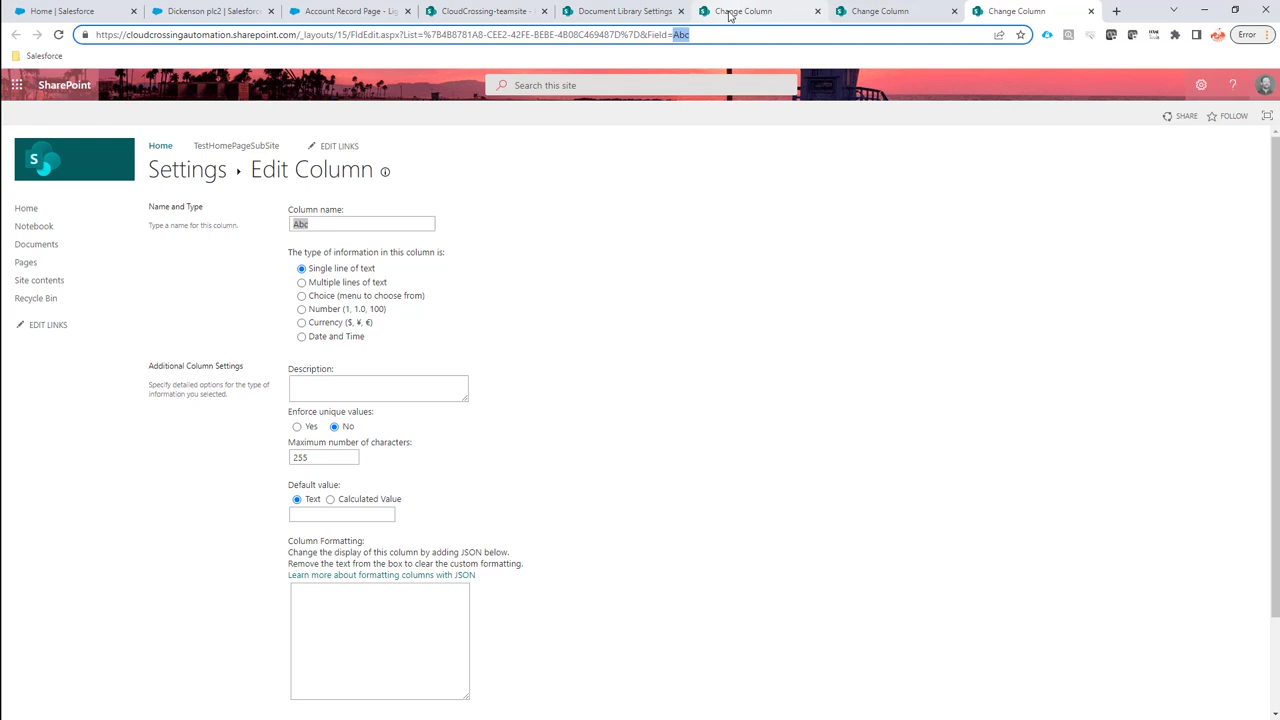 Home | Salesforce
Dickenson plc2 | Salesforce
Account Record Page - Lig
CloudCrossing-teamsite -
Document Library Settings
Change Column
Change Column
Change Column
https://cloudcrossingautomation.sharepoint.com/_layouts/15/FldEdit.aspx?List=%7B4B8781A8-CEE2-42FE-BEBE-4B08C469487D%7D&Field=Abc
Error
Salesforce
SharePoint
Search this site
SHARE
FOLLOW
Home
TestHomePageSubSite
EDIT LINKS
Settings ▸ Edit Column
Home
Notebook
Documents
Pages
Site contents
Recycle Bin
EDIT LINKS
Name and Type
Type a name for this column.
Column name:
Abc
The type of information in this column is:
Single line of text
Multiple lines of text
Choice (menu to choose from)
Number (1, 1.0, 100)
Currency ($, ¥, €)
Date and Time
Additional Column Settings
Specify detailed options for the type of
information you selected.
Description:
Enforce unique values:
Yes
No
Maximum number of characters:
255
Default value:
Text
Calculated Value
Column Formatting:
Change the display of this column by adding JSON below.
Remove the text from the box to clear the custom formatting.
Learn more about formatting columns with JSON